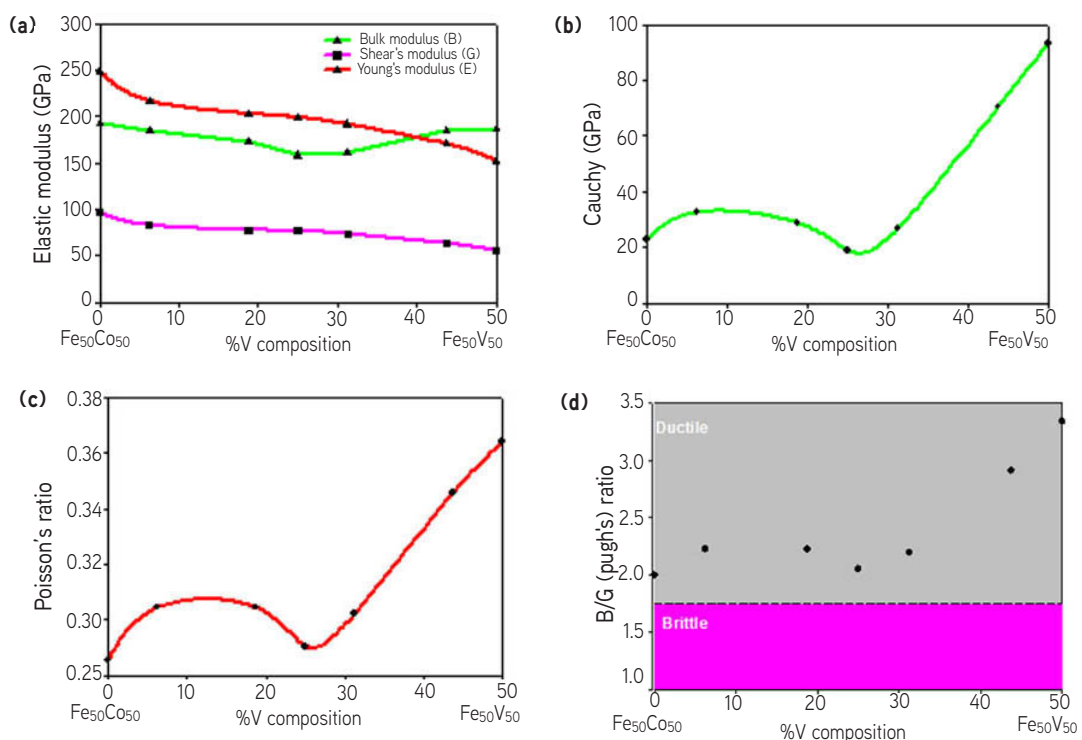 (a)
Elastic modulus (GPa)
300
250
200
150
100
50
0
Bulk modulus (B)
Shear's modulus (G)
Young's modulus (E)
0 10 20 30 40 50
Fe50Co50 %V composition Fe50V50
(b)
Cauchy (GPa)
100
80
60
40
20
0
0 10 20 30 40 50
Fe50Co50 %V composition Fe50V50
(c)
Poisson's ratio
0.38
0.36
0.34
0.32
0.30
0.25
0 10 20 31 40 50
Fe50Co50 %V composition Fe50V50
(d)
B/G (pugh's) ratio
3.5
3.0
2.5
2.0
1.5
1.0
Ductile
Brittle
0 10 20 30 40 50
Fe50Co50 %V composition Fe50V50